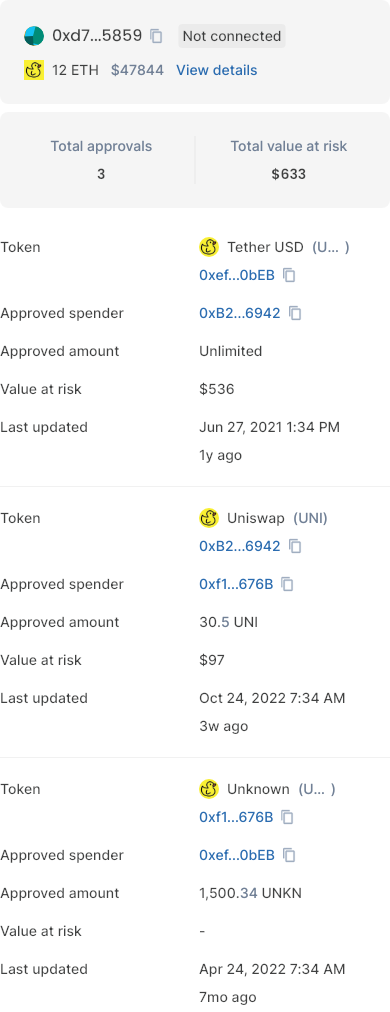 0xd7...5859 Not connected
12 ETH $47844 View details
Total approvals Total value at risk
3 $633
Token Tether USD (U... )
0xef...0bEB
Approved spender 0xB2...6942
Approved amount Unlimited
Value at risk $536
Last updated Jun 27, 2021 1:34 PM
1y ago
Token Uniswap (UNI)
0xB2...6942
Approved spender 0xf1...676B
Approved amount 30.5 UNI
Value at risk $97
Last updated Oct 24, 2022 7:34 AM
3w ago
Token Unknown (U... )
0xf1...676B
Approved spender 0xef...0bEB
Approved amount 1,500.34 UNKN
Value at risk -
Last updated Apr 24, 2022 7:34 AM
7mo ago